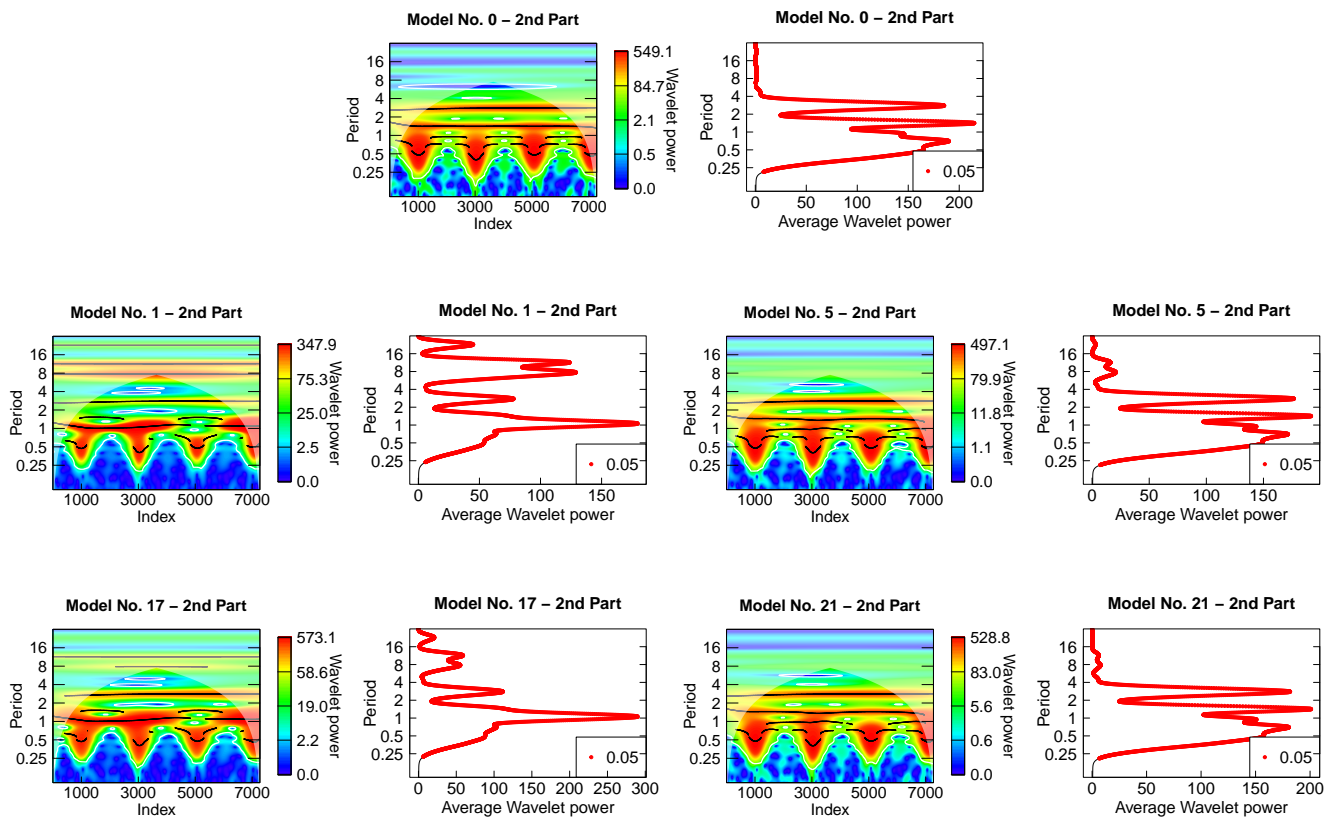 Model No. 0 – 2nd Part
Period
16
8
4
2
1
0.5
0.25
1000 3000 5000 7000
Index
549.1
84.7
2.1
0.5
0.0
Wavelet power
Model No. 0 – 2nd Part
Period
16
8
4
2
1
0.5
0.25
0 50 100 150 200
Average Wavelet power
0.05
Model No. 1 – 2nd Part
Period
16
8
4
2
1
0.5
0.25
1000 3000 5000 7000
Index
347.9
75.3
25.0
2.5
0.0
Wavelet power
Model No. 1 – 2nd Part
Period
16
8
4
2
1
0.5
0.25
0 50 100 150
Average Wavelet power
0.05
Model No. 5 – 2nd Part
Period
16
8
4
2
1
0.5
0.25
1000 3000 5000 7000
Index
497.1
79.9
11.8
1.1
0.0
Wavelet power
Model No. 5 – 2nd Part
Period
16
8
4
2
1
0.5
0.25
0 50 100 150
Average Wavelet power
0.05
Model No. 17 – 2nd Part
Period
16
8
4
2
1
0.5
0.25
1000 3000 5000 7000
Index
573.1
58.6
19.0
2.2
0.0
Wavelet power
Model No. 17 – 2nd Part
Period
16
8
4
2
1
0.5
0.25
0 50 100 150 200 250 300
Average Wavelet power
0.05
Model No. 21 – 2nd Part
Period
16
8
4
2
1
0.5
0.25
1000 3000 5000 7000
Index
528.8
83.0
5.6
0.6
0.0
Wavelet power
Model No. 21 – 2nd Part
Period
16
8
4
2
1
0.5
0.25
0 50 100 150 200
Average Wavelet power
0.05